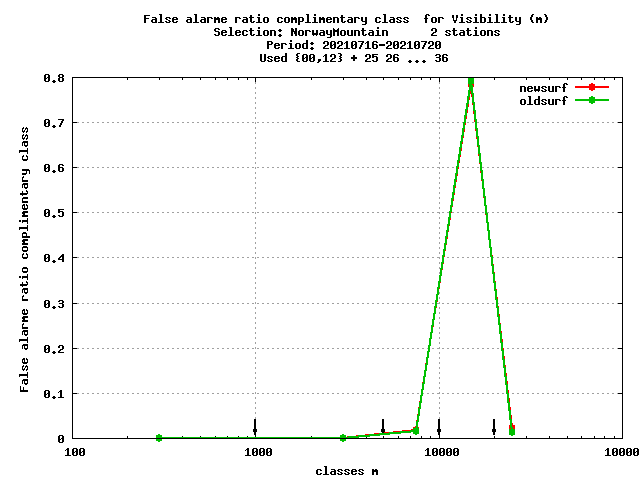 False alarme ratio complimentary class  for Visibility (m)
Selection: NorwayMountain      2 stations
Period: 20210716-20210720
Used {00,12} + 25 26 ... 36
newsurf
oldsurf
False alarme ratio complimentary class
0.8
0.7
0.6
0.5
0.4
0.3
0.2
0.1
0
100
1000
10000
10000
classes m